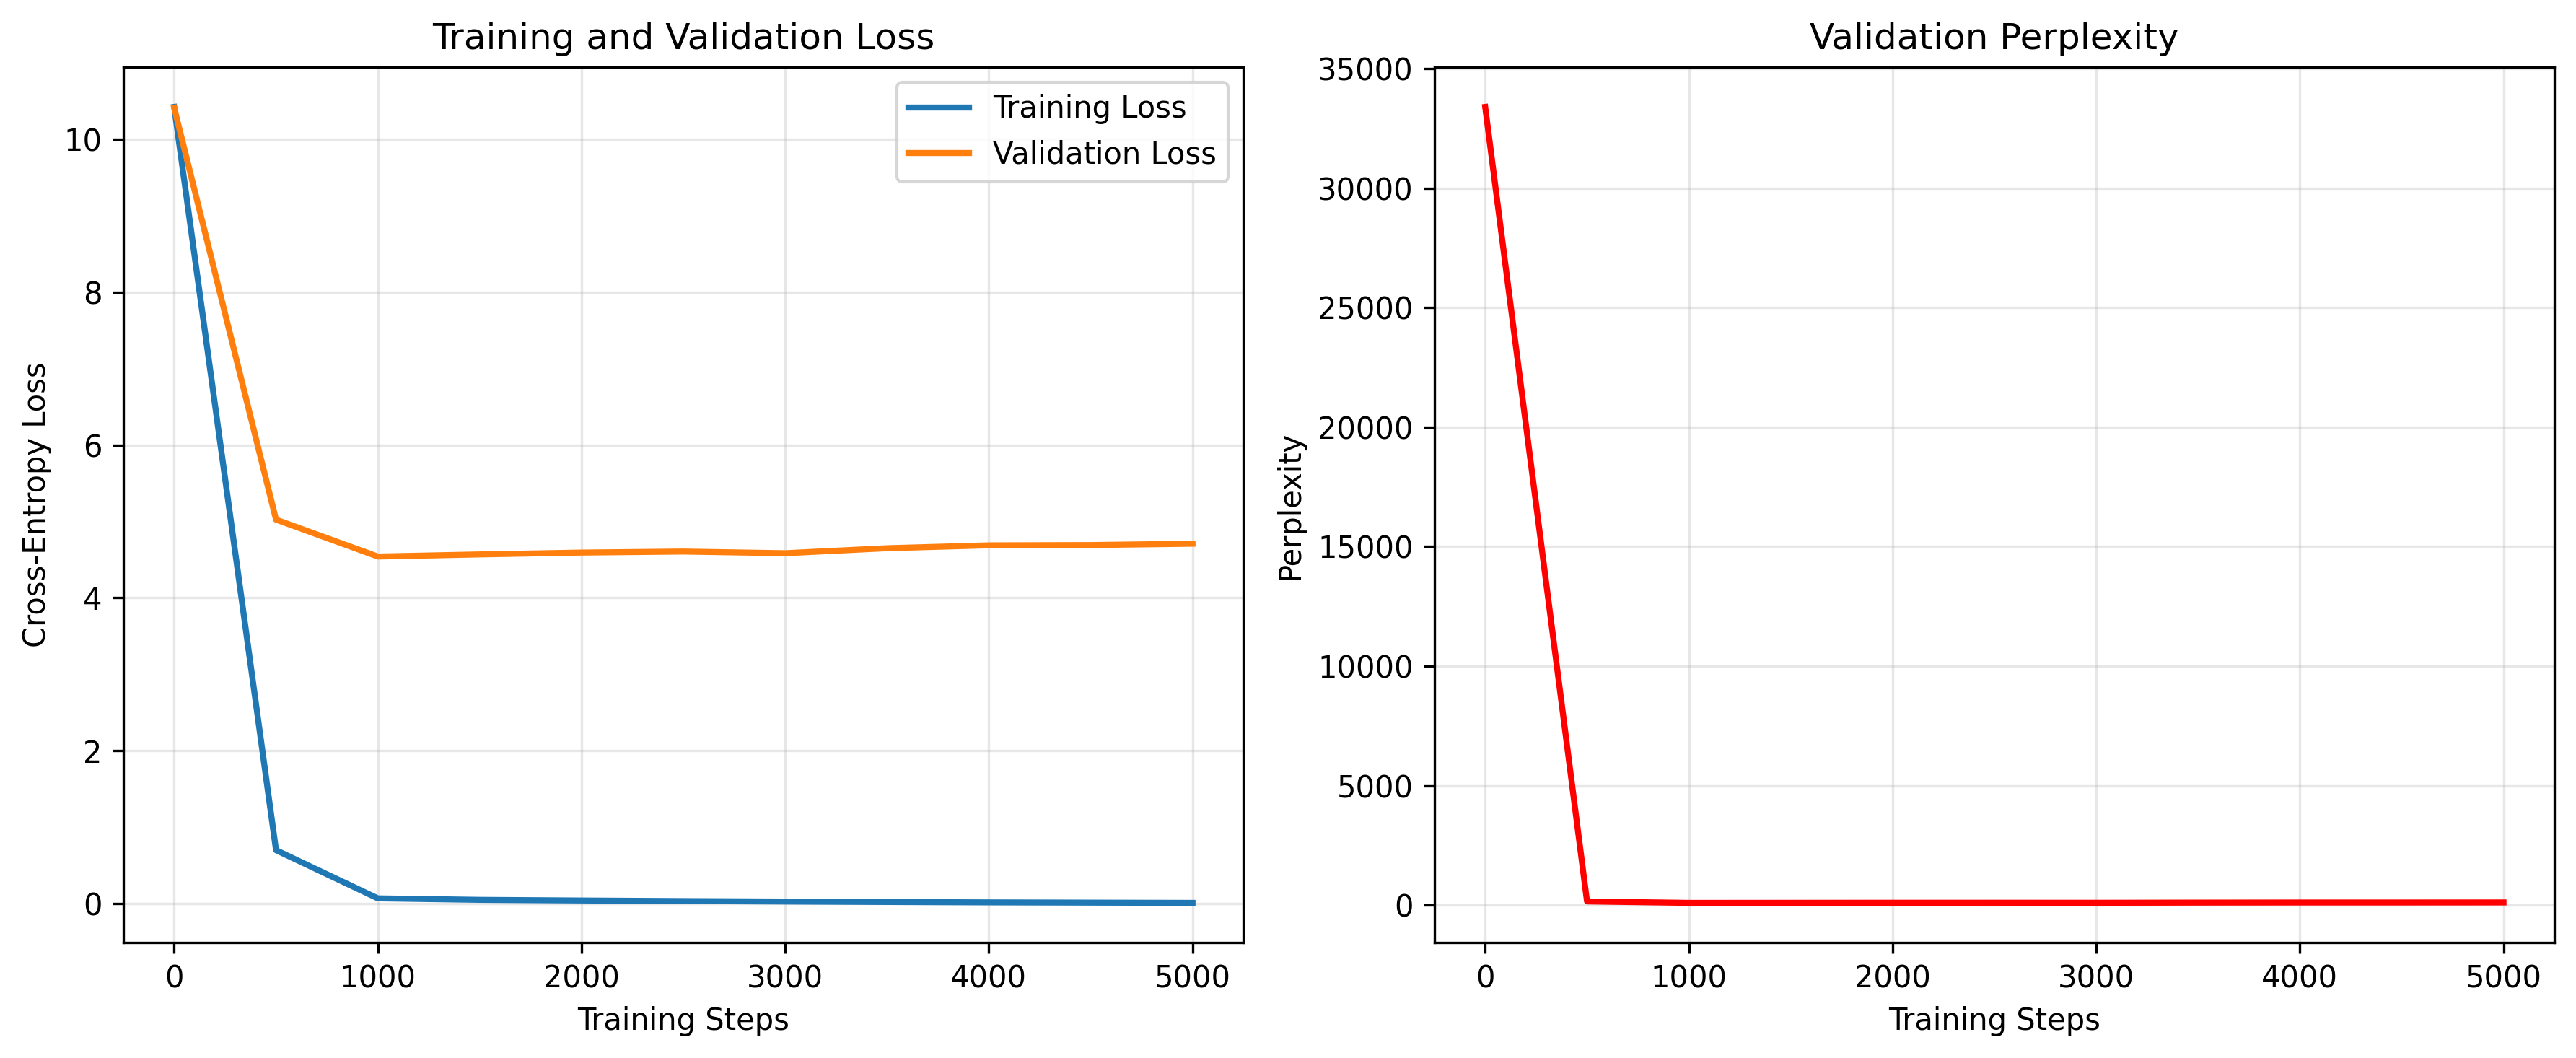 Training and Validation Loss
Cross-Entropy Loss
10
8
6
4
2
0
Training Loss
Validation Loss
0 1000 2000 3000 4000 5000
Training Steps
Validation Perplexity
Perplexity
35000
30000
25000
20000
15000
10000
5000
0
0 1000 2000 3000 4000 5000
Training Steps